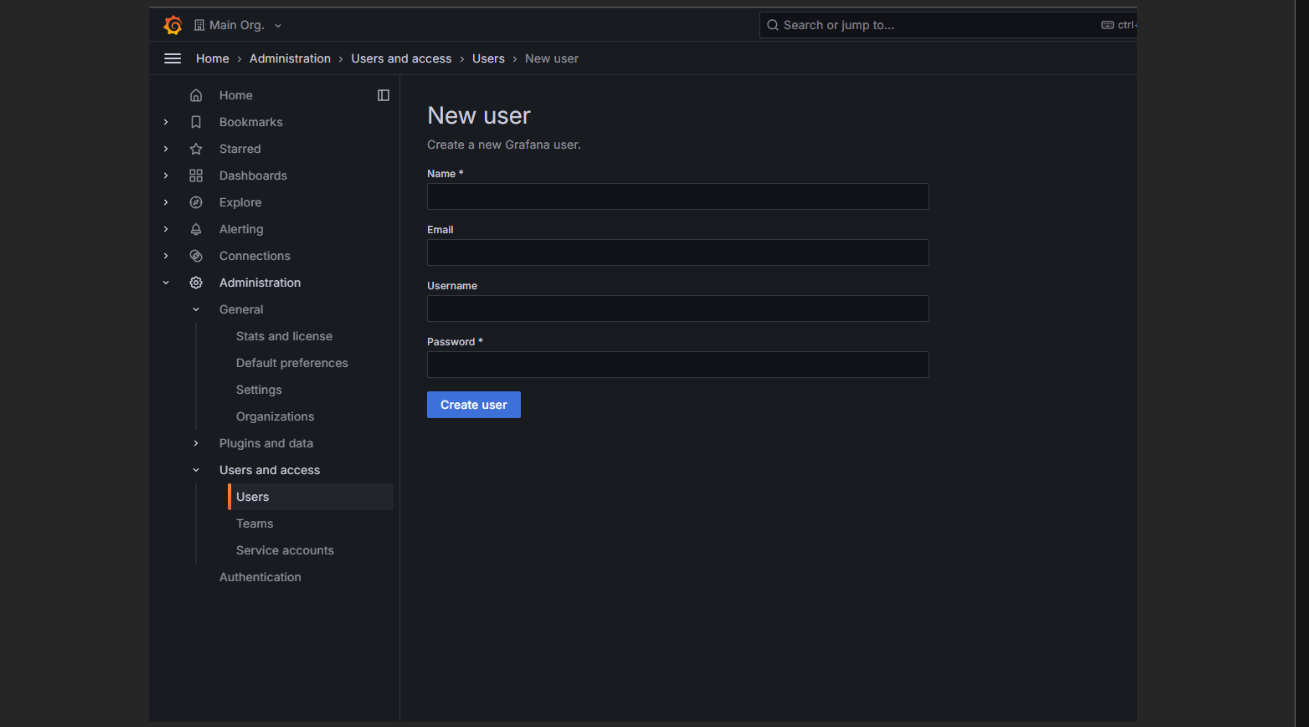 Main Org.
Search or jump to...
ctrl+
Home › Administration › Users and access › Users › New user
Home
Bookmarks
Starred
Dashboards
Explore
Alerting
Connections
Administration
General
Stats and license
Default preferences
Settings
Organizations
Plugins and data
Users and access
Users
Teams
Service accounts
Authentication
New user
Create a new Grafana user.
Name *
Email
Username
Password *
Create user